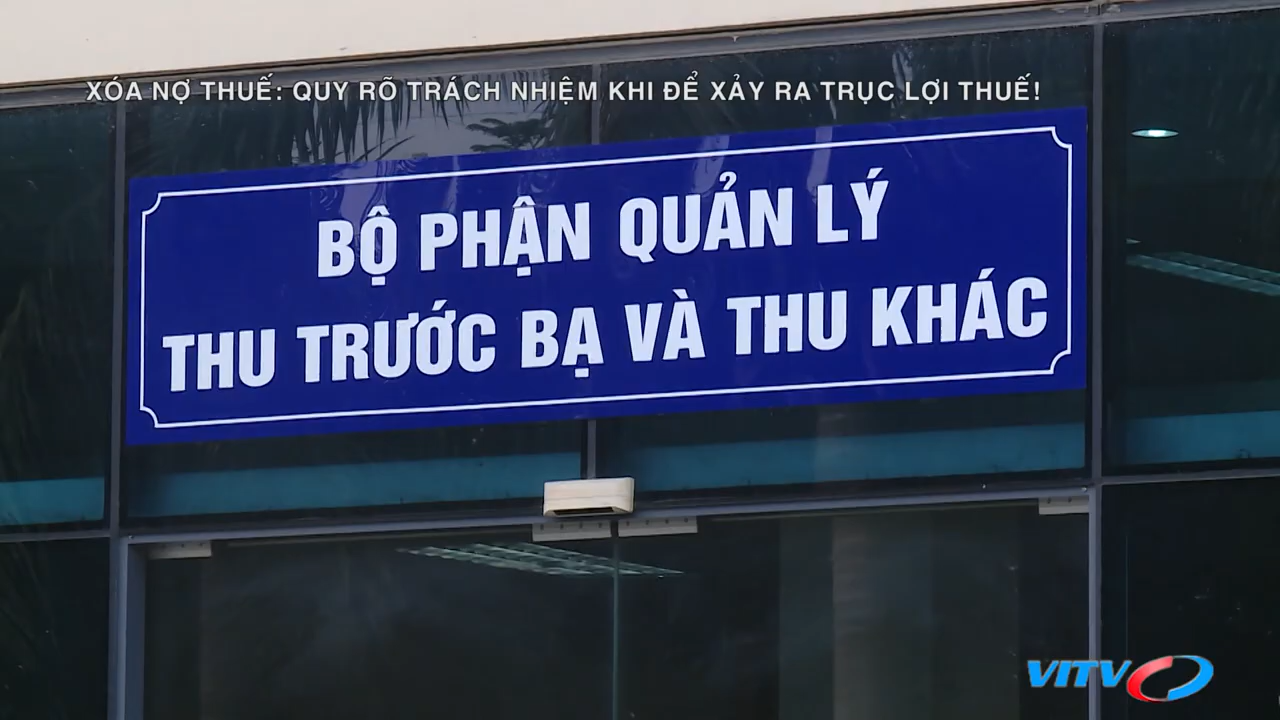 XÓA NỢ THUẾ: QUY RÕ TRÁCH NHIỆM KHI ĐỂ XẢY RA TRỤC LỢI THUẾ!
BỘ PHẬN QUẢN LÝ
THU TRƯỚC BẠ VÀ THU KHÁC
VITV